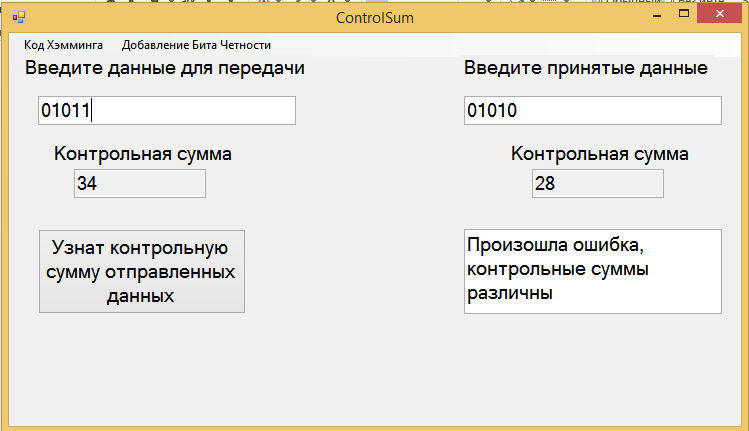 ControlSum
Код Хэмминга Добавление Бита Четности
Введите данные для передачи
01011
Контрольная сумма
34
Узнат контрольную
сумму отправленных
данных
Введите принятые данные
01010
Контрольная сумма
28
Произошла ошибка,
контрольные суммы
различны